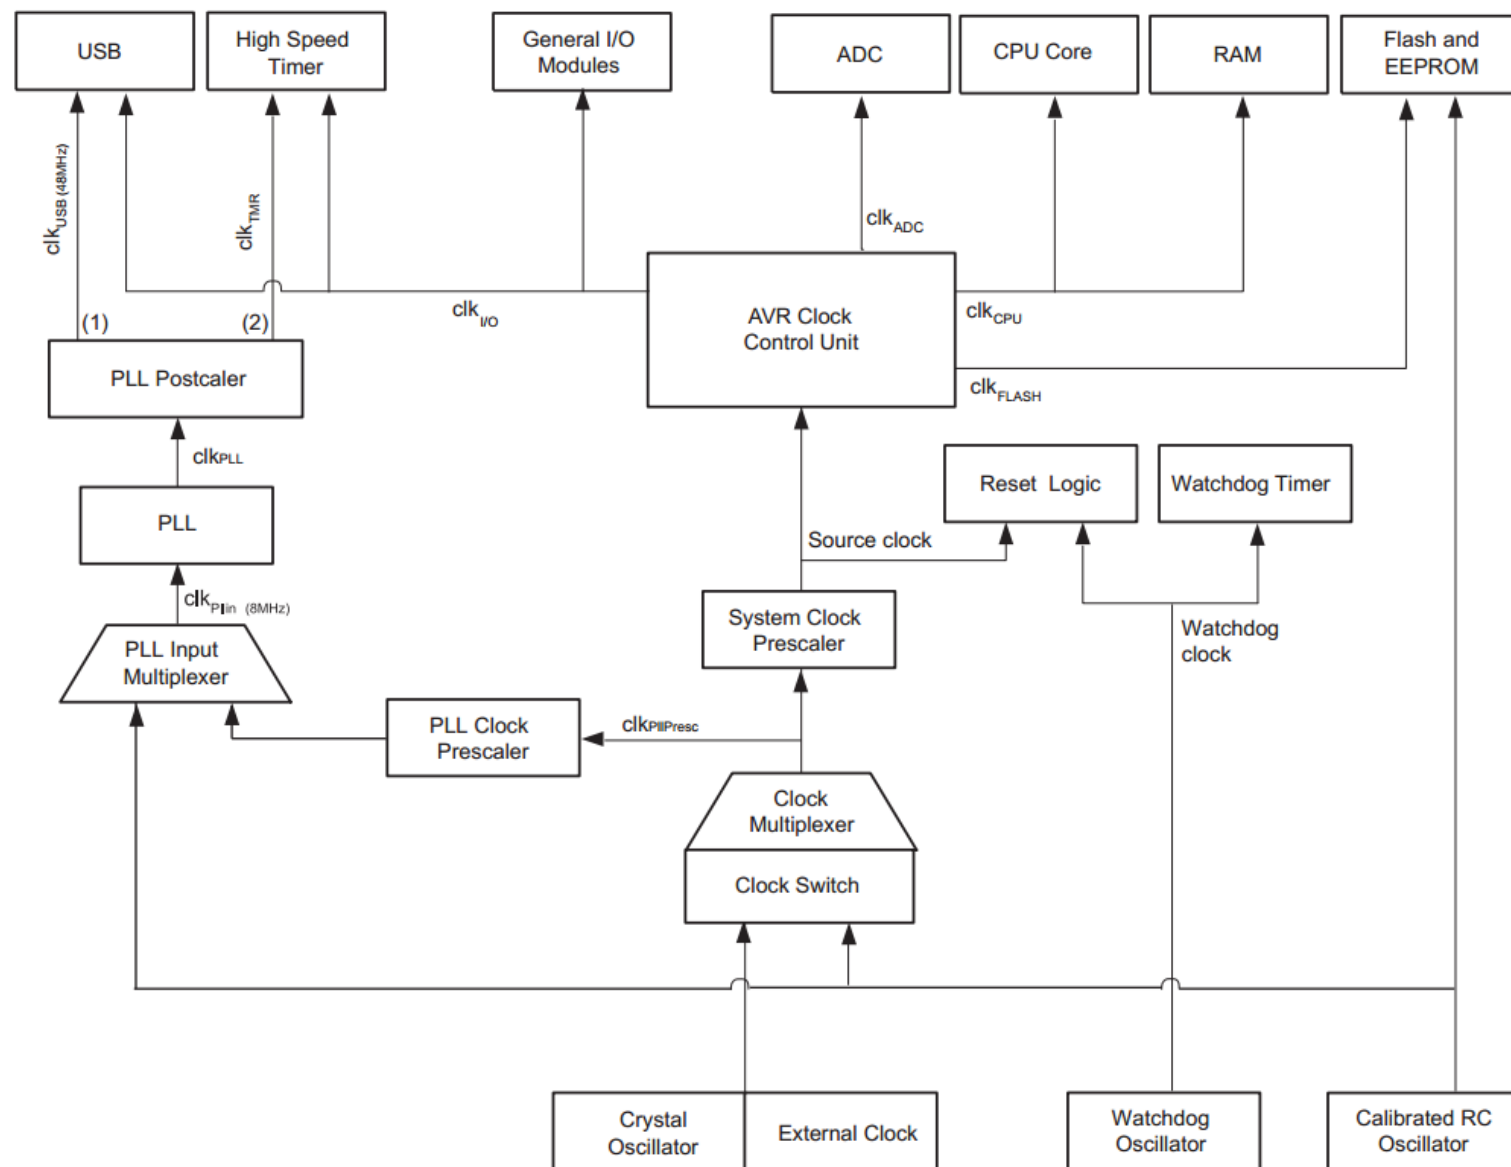 USB
High Speed
Timer
General I/O
Modules
ADC
CPU Core
RAM
Flash and
EEPROM
clkUSB (48MHz)
clkTMR
clkADC
(1)
(2)
clkI/O
AVR Clock
Control Unit
clkCPU
clkFLASH
PLL Postcaler
clkPLL
PLL
Reset Logic
Watchdog Timer
Source clock
clkPllin (8MHz)
System Clock
Prescaler
Watchdog
clock
PLL Input
Multiplexer
PLL Clock
Prescaler
clkPllPresc
Clock
Multiplexer
Clock Switch
Crystal
Oscillator
External Clock
Watchdog
Oscillator
Calibrated RC
Oscillator